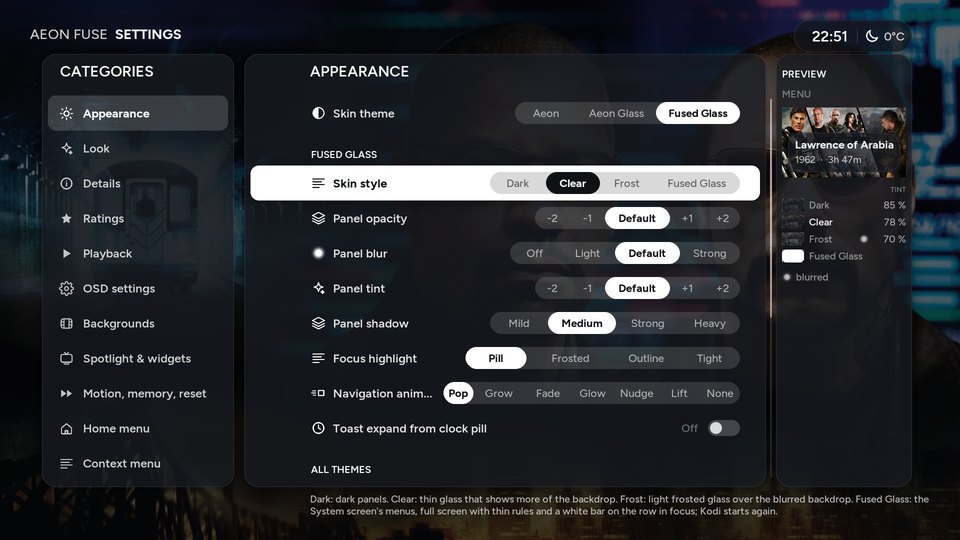 AEON FUSE SETTINGS
22:51
0°C
CATEGORIES
Appearance
Look
Details
Ratings
Playback
OSD settings
Backgrounds
Spotlight & widgets
Motion, memory, reset
Home menu
Context menu
APPEARANCE
Skin theme
Aeon
Aeon Glass
Fused Glass
FUSED GLASS
Skin style
Dark
Clear
Frost
Fused Glass
Panel opacity
-2
-1
Default
+1
+2
Panel blur
Off
Light
Default
Strong
Panel tint
-2
-1
Default
+1
+2
Panel shadow
Mild
Medium
Strong
Heavy
Focus highlight
Pill
Frosted
Outline
Tight
Navigation anim...
Pop
Grow
Fade
Glow
Nudge
Lift
None
Toast expand from clock pill
Off
ALL THEMES
PREVIEW
MENU
Lawrence of Arabia
1962 · 3h 47m
TINT
Dark 85 %
Clear 78 %
Frost 70 %
Fused Glass
blurred
Dark: dark panels. Clear: thin glass that shows more of the backdrop. Frost: light frosted glass over the blurred backdrop. Fused Glass: the
System screen's menus, full screen with thin rules and a white bar on the row in focus; Kodi starts again.